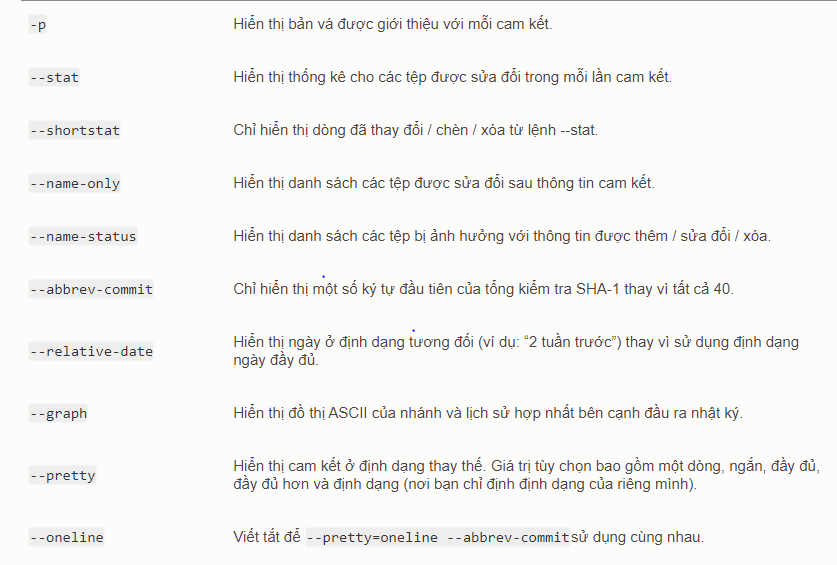 -p Hiển thị bản vá được giới thiệu với mỗi cam kết.
--stat Hiển thị thống kê cho các tệp được sửa đổi trong mỗi lần cam kết.
--shortstat Chỉ hiển thị dòng đã thay đổi / chèn / xóa từ lệnh --stat.
--name-only Hiển thị danh sách các tệp được sửa đổi sau thông tin cam kết.
--name-status Hiển thị danh sách các tệp bị ảnh hưởng với thông tin được thêm / sửa đổi / xóa.
--abbrev-commit Chỉ hiển thị một số ký tự đầu tiên của tổng kiểm tra SHA-1 thay vì tất cả 40.
--relative-date Hiển thị ngày ở định dạng tương đối (ví dụ: “2 tuần trước”) thay vì sử dụng định dạng
ngày đầy đủ.
--graph Hiển thị đồ thị ASCII của nhánh và lịch sử hợp nhất bên cạnh đầu ra nhật ký.
--pretty Hiển thị cam kết ở định dạng thay thế. Giá trị tùy chọn bao gồm một dòng, ngắn, đầy đủ,
đầy đủ hơn và định dạng (nơi bạn chỉ định định dạng của riêng mình).
--oneline Viết tắt để --pretty=oneline --abbrev-commit sử dụng cùng nhau.